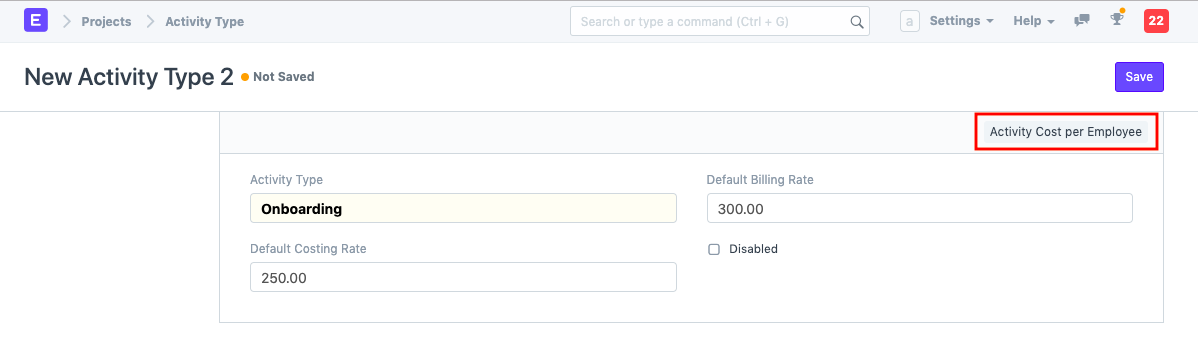 E Projects Activity Type Search or type a command (Ctrl + G) a Settings Help 22
New Activity Type 2 Not Saved Save
Activity Cost per Employee
Activity Type Default Billing Rate
Onboarding 300.00
Default Costing Rate Disabled
250.00